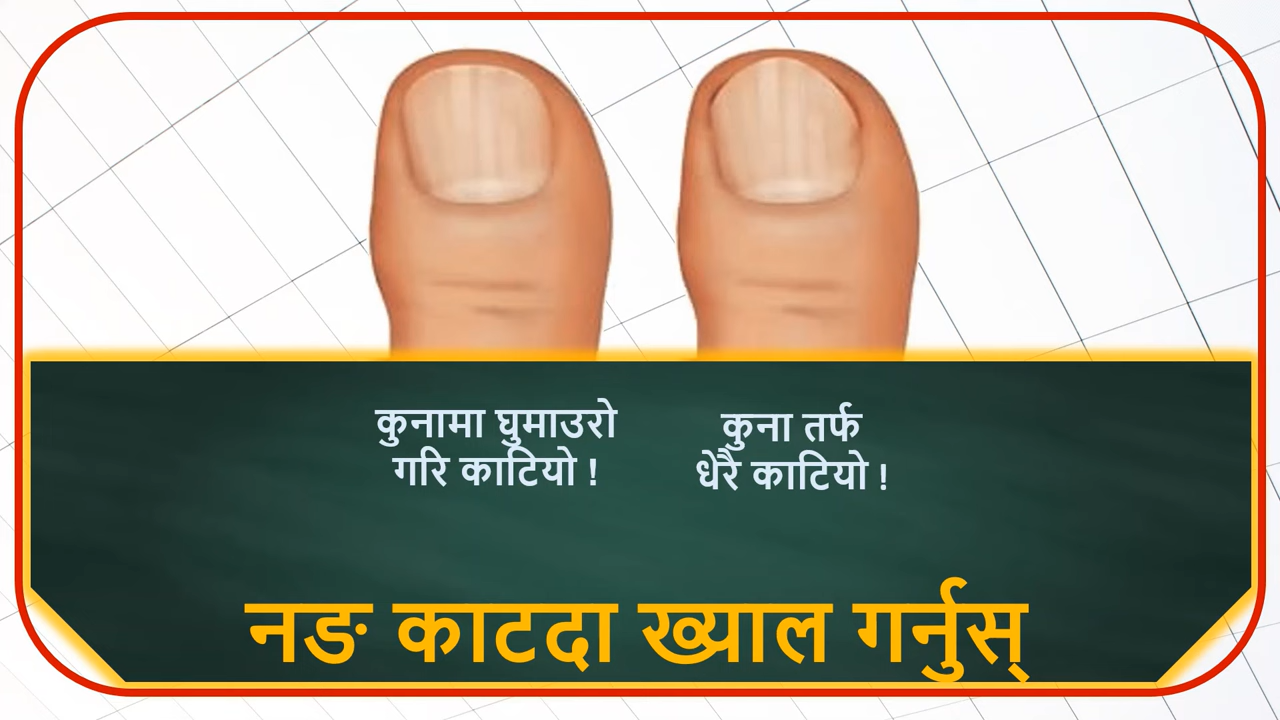 कुनामा घुमाउरो
गरि काटियो !
कुना तर्फ
धेरै काटियो !
नङ काटदा ख्याल गर्नुस्